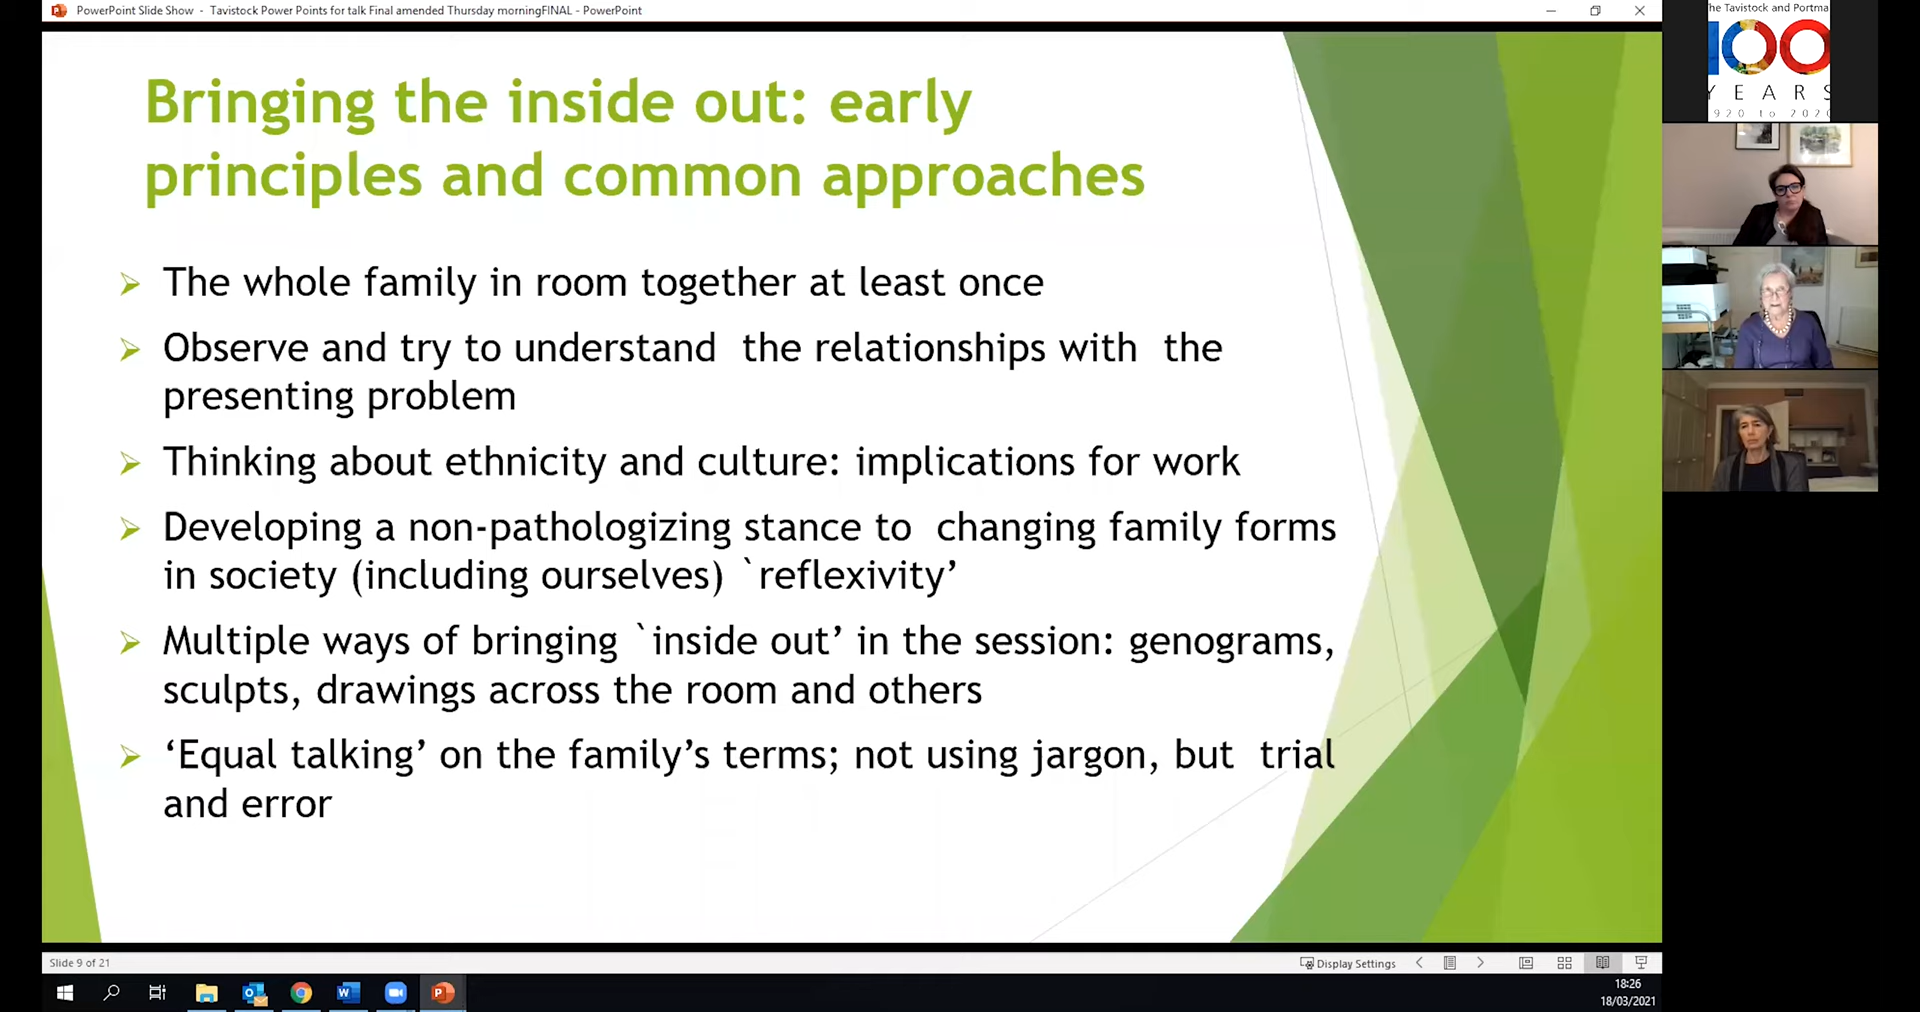 PowerPoint Slide Show - Tavistock Power Points for talk Final amended Thursday morningFINAL - PowerPoint
Bringing the inside out: early
principles and common approaches
The whole family in room together at least once
Observe and try to understand the relationships with the
presenting problem
Thinking about ethnicity and culture: implications for work
Developing a non-pathologizing stance to changing family forms
in society (including ourselves) `reflexivity’
Multiple ways of bringing `inside out’ in the session: genograms,
sculpts, drawings across the room and others
‘Equal talking’ on the family’s terms; not using jargon, but trial
and error
he Tavistock and Portma
100
YEARS
920 to 202
Slide 9 of 21
Display Settings
18:26
18/03/2021